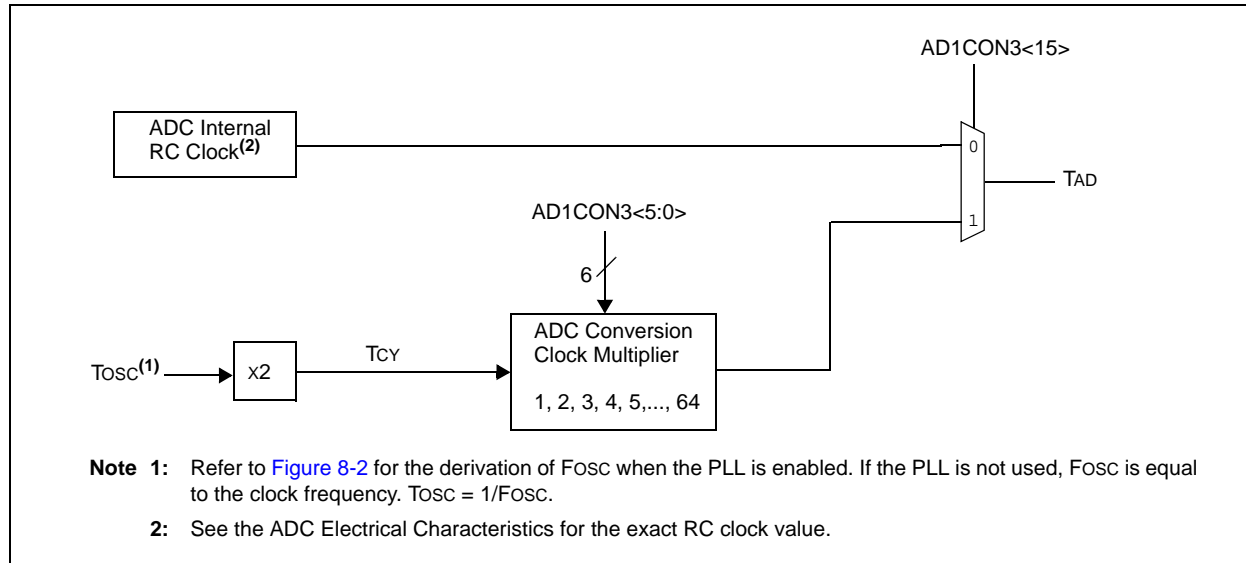 AD1CON3<15>
ADC Internal
RC Clock(2)
0
TAD
AD1CON3<5:0>
1
6
ADC Conversion
Clock Multiplier
TOSC(1)
X2
TCY
1, 2, 3, 4, 5,..., 64
Note 1: Refer to Figure 8-2 for the derivation of FOSC when the PLL is enabled. If the PLL is not used, FOSC is equal
to the clock frequency. TOSC = 1/FOSC.
2: See the ADC Electrical Characteristics for the exact RC clock value.